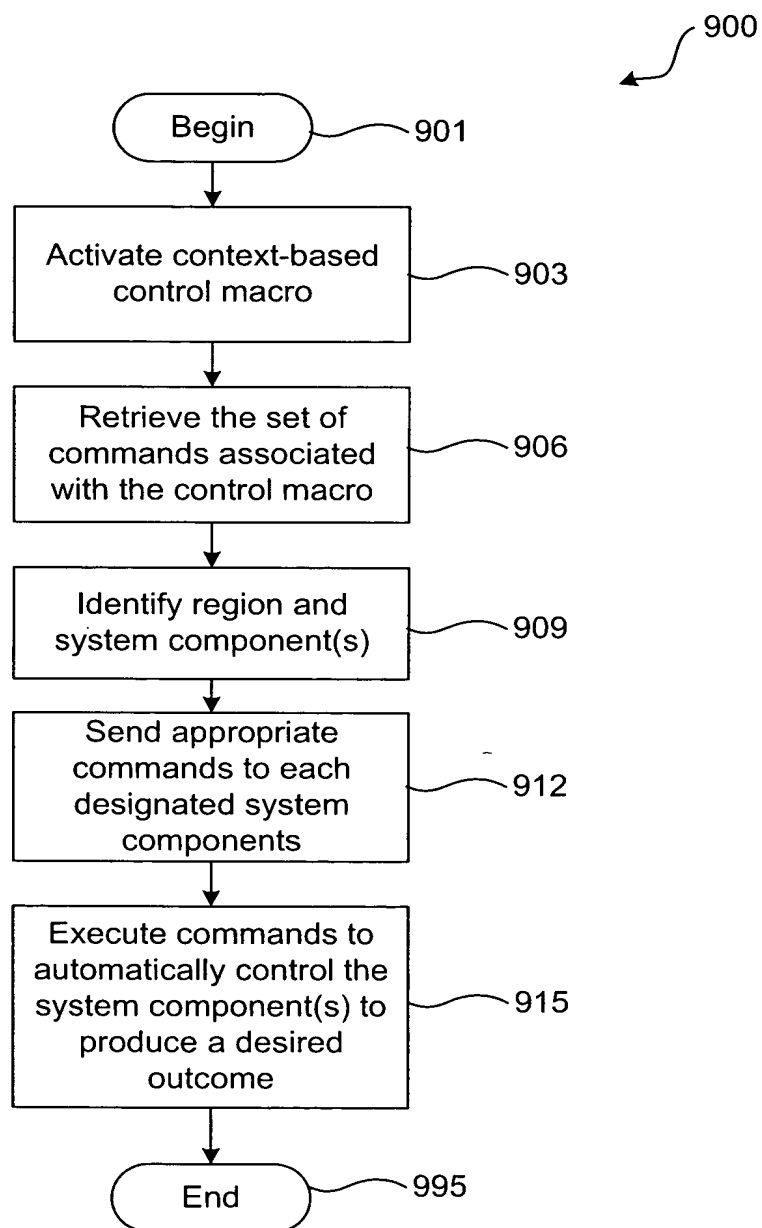 900
Begin
901
Activate context-based
control macro
903
Retrieve the set of
commands associated
with the control macro
906
Identify region and
system component(s)
909
Send appropriate
commands to each
designated system
components
912
Execute commands to
automatically control the
system component(s) to
produce a desired
outcome
915
End
995